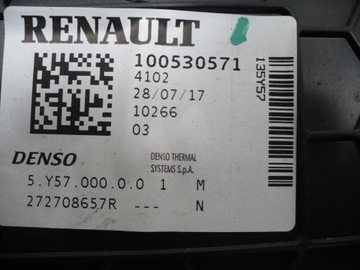 RENAULT
100530571
4102
28/07/17
10266
03
135Y57
DENSO
DENSO THERMAL
SYSTEMS S.p.A.
5.Y57.000.0.0 1 M
272708657R --- N